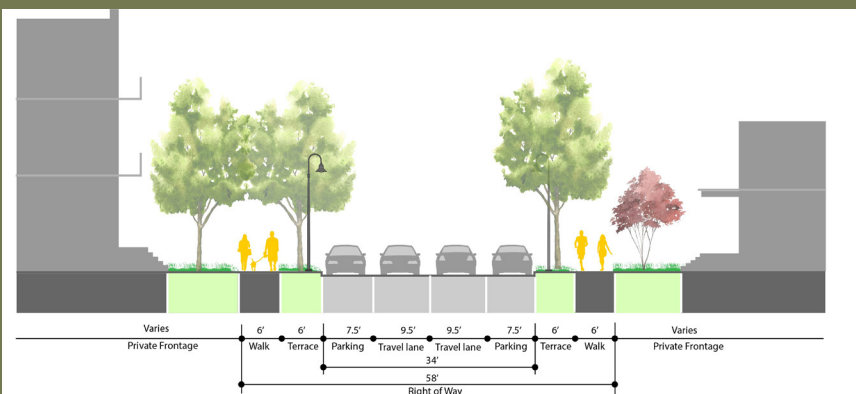 Varies 6' 6' 7.5' 9.5' 9.5' 7.5' 6' 6' Varies
Private Frontage Walk Terrace Parking Travel lane Travel lane Parking Terrace Walk Private Frontage
34'
58'
Right of Way